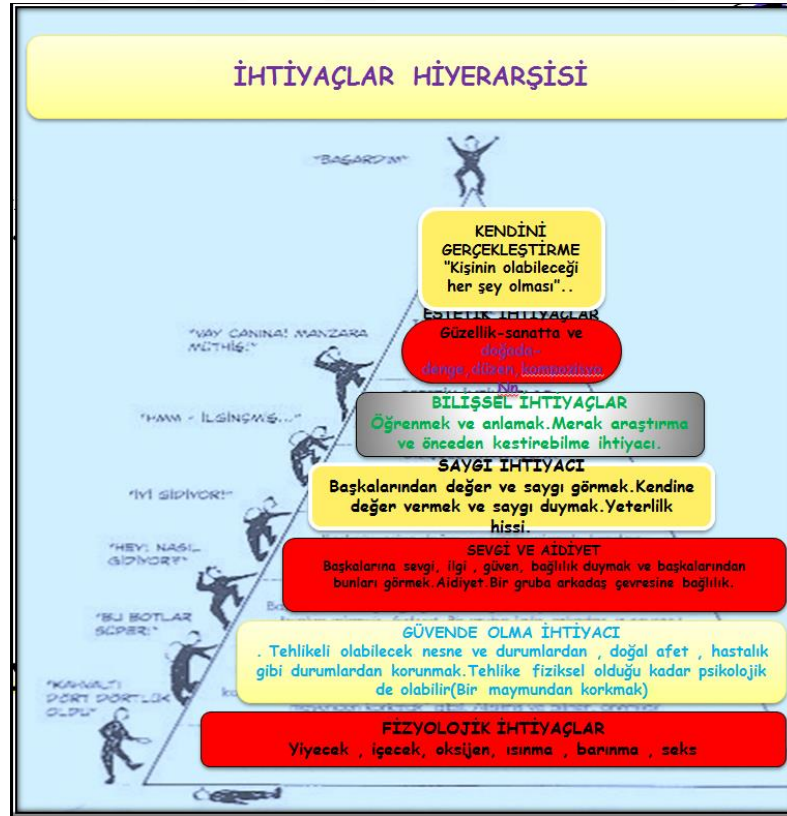 İHTİYAÇLAR HİYERARŞİSİ
"BAŞARDIM"
KENDİNİ
GERÇEKLEŞTİRME
"Kişinin olabileceği
her şey olması"..
ESTETİK İHTİYAÇLAR
"VAY CANINA! MANZARA
MÜTHİŞ!"
Güzellik-sanatta ve
doğada-
denge,düzen,kompozisyo
Nn
BİLİŞSEL İHTİYAÇLAR
"HMM - İLGİNÇMİŞ..."
Öğrenmek ve anlamak.Merak araştırma
ve önceden kestirebilme ihtiyacı.
SAYGI İHTİYACI
"İYİ GİDİYOR!"
Başkalarından değer ve saygı görmek.Kendine
değer vermek ve saygı duymak.Yeterlilk
hissi.
SEVGİ VE AİDİYET
"HEY! NASIL
GİDİYOR?"
Başkalarına sevgi, ilgi , güven, bağlılık duymak ve başkalarından
bunları görmek.Aidiyet.Bir gruba arkadaş çevresine bağlılık.
"BU BOTLAR
SÜPER!"
GÜVENDE OLMA İHTİYACI
. Tehlikeli olabilecek nesne ve durumlardan , doğal afet , hastalık
gibi durumlardan korunmak.Tehlike fiziksel olduğu kadar psikolojik
de olabilir(Bir maymundan korkmak)
"KAHVALTI
DÖRT DÖRTLÜK
OLDU"
FİZYOLOJİK İHTİYAÇLAR
Yiyecek , içecek, oksijen, ısınma , barınma , seks